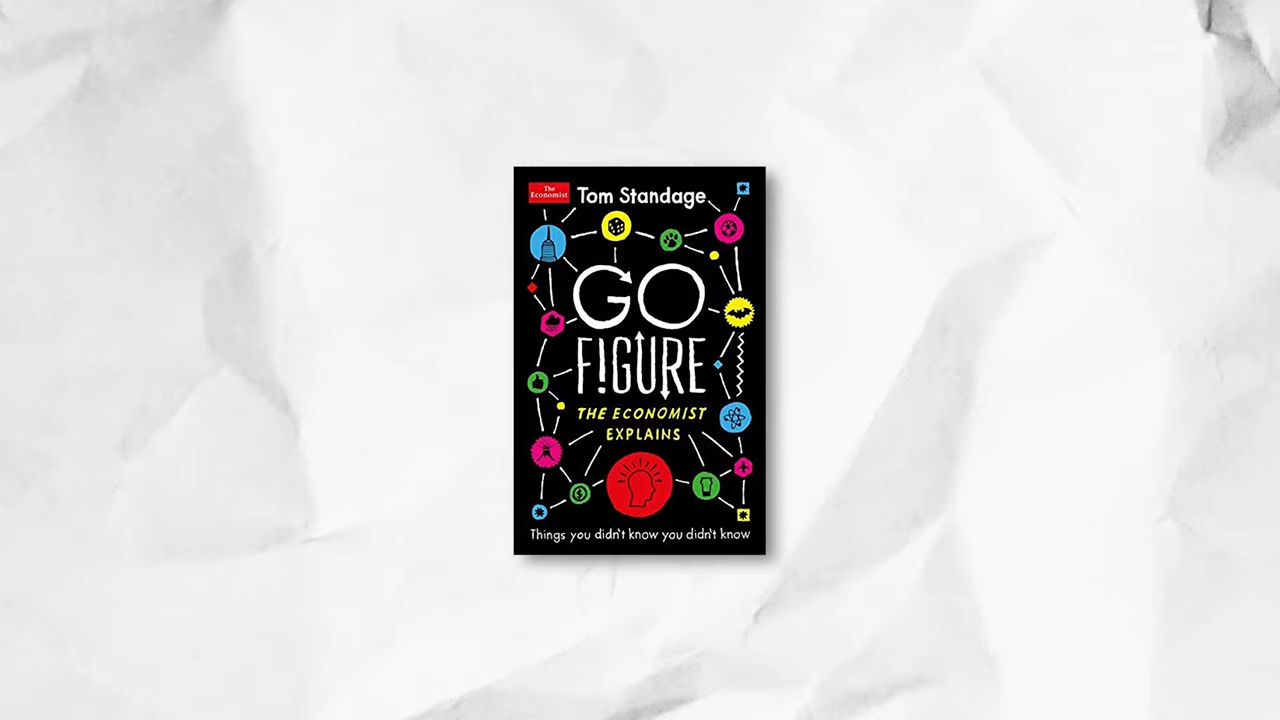 The
Economist
Tom Standage
GO
F!GURE
THE ECONOMIST
EXPLAINS
Things you didn't know you didn't know